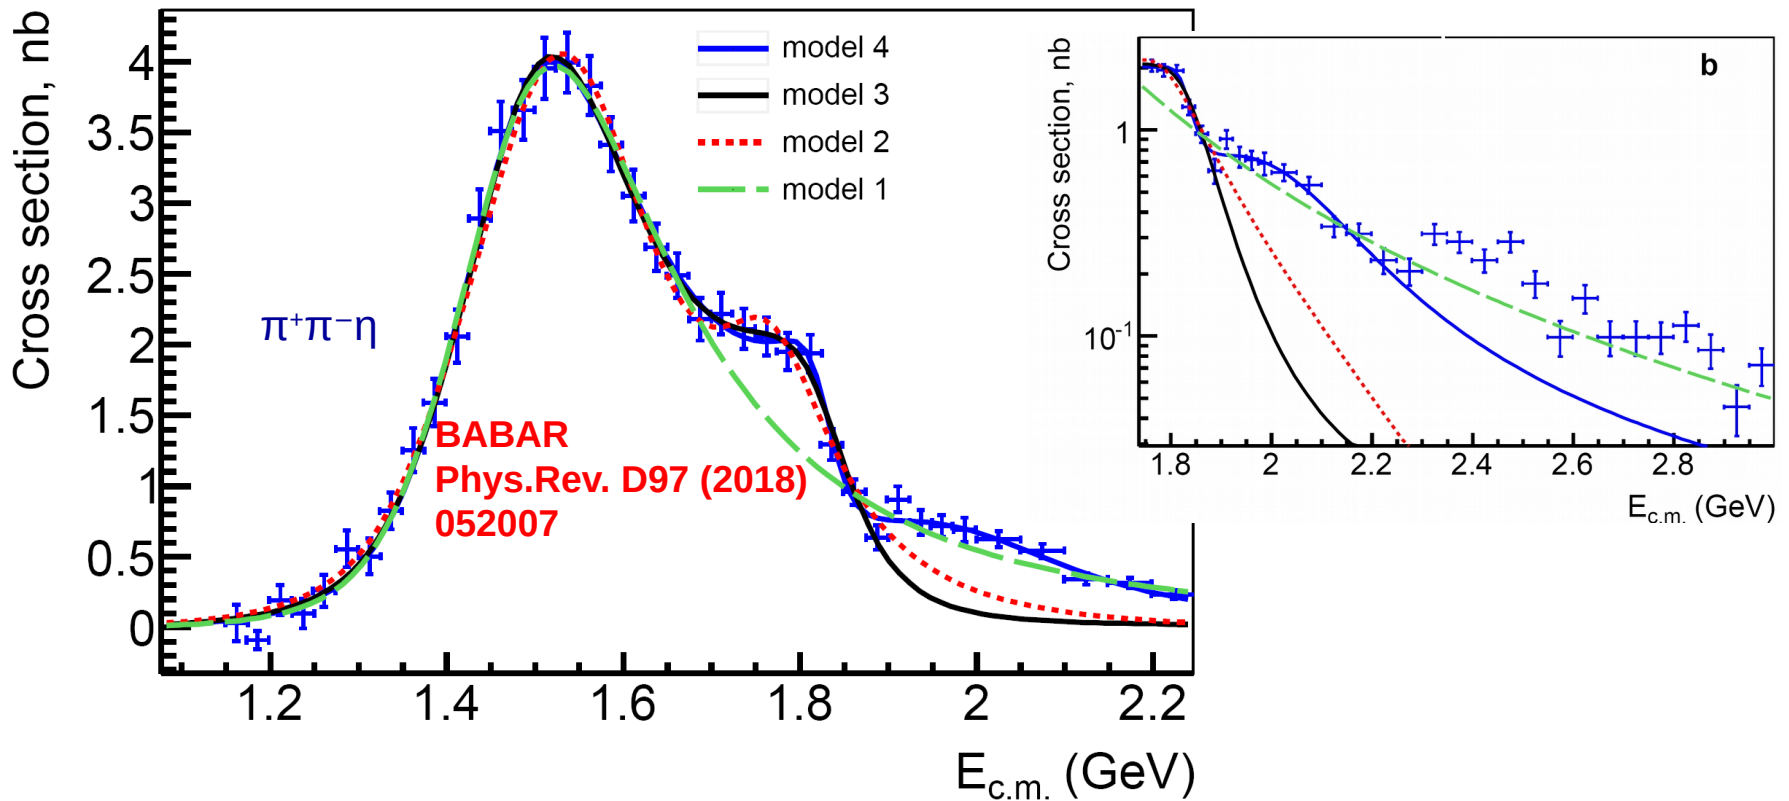 Cross section, nb
4
3.5
3
2.5
2
1.5
1
0.5
0
model 4
model 3
model 2
model 1
π⁺π⁻η
BABAR
Phys.Rev. D97 (2018)
052007
1.2 1.4 1.6 1.8 2 2.2
E_c.m. (GeV)
Cross section, nb
b
1
10⁻¹
1.8 2 2.2 2.4 2.6 2.8
E_c.m. (GeV)